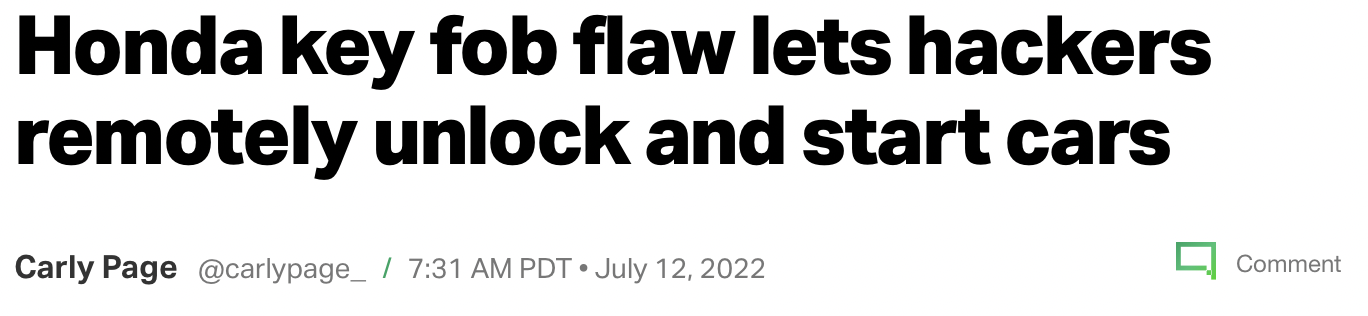 Honda key fob flaw lets hackers
remotely unlock and start cars
Carly Page @carlypage_ / 7:31 AM PDT • July 12, 2022 Comment